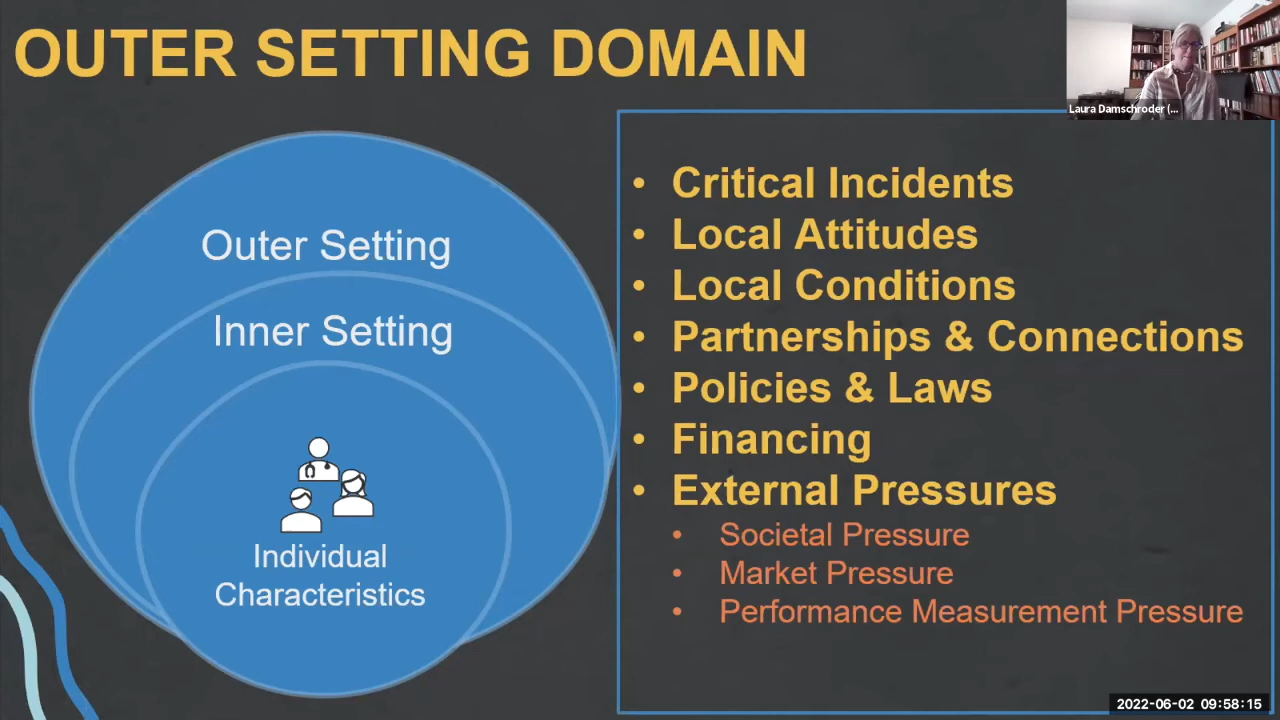 OUTER SETTING DOMAIN
Laura Damschroder (...
Outer Setting
Inner Setting
Individual
Characteristics
• Critical Incidents
• Local Attitudes
• Local Conditions
• Partnerships & Connections
• Policies & Laws
• Financing
• External Pressures
• Societal Pressure
• Market Pressure
• Performance Measurement Pressure
2022-06-02 09:58:15